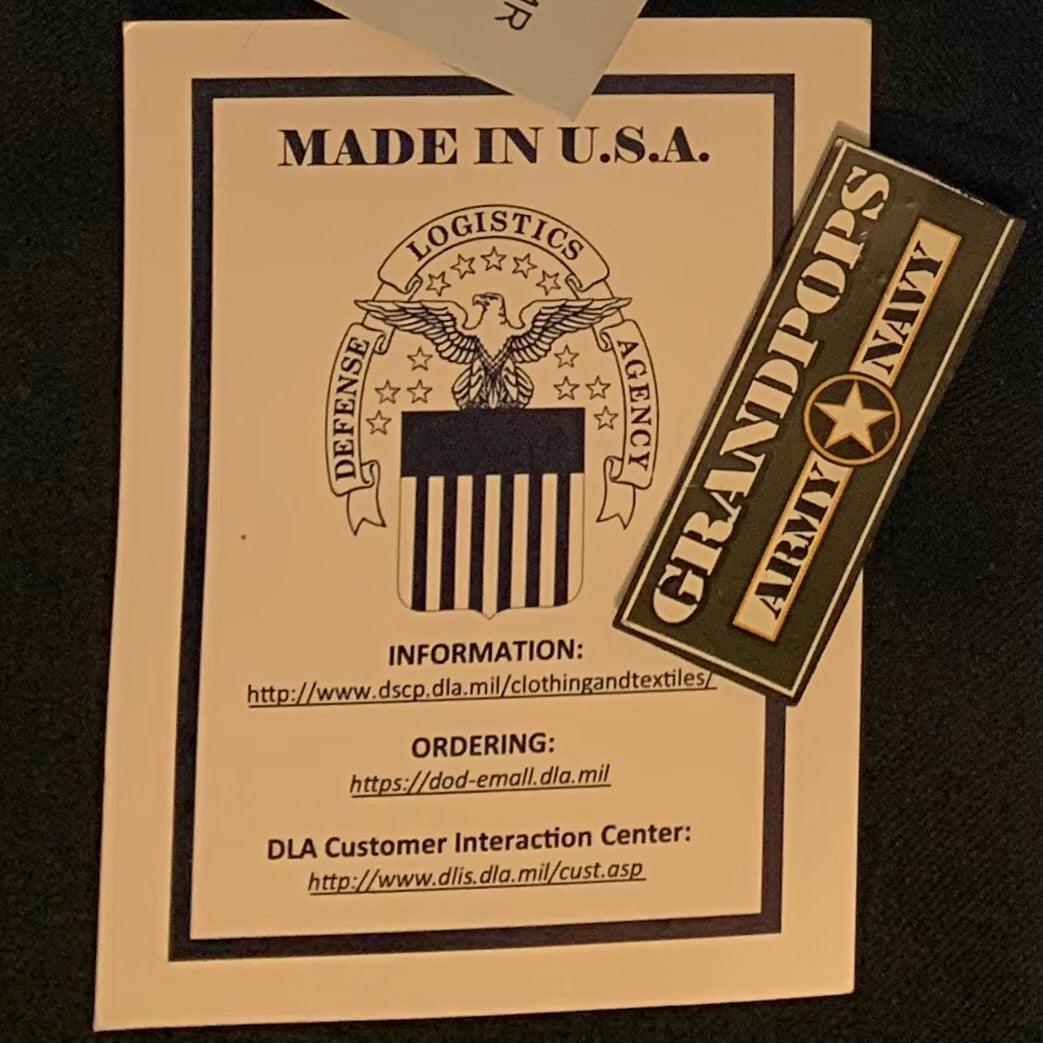 MR
MADE IN U.S.A.
LOGISTICS
DEFENSE
AGENCY
INFORMATION:
http://www.dscp.dla.mil/clothingandtextiles/
ORDERING:
https://dod-emall.dla.mil
DLA Customer Interaction Center:
http://www.dlis.dla.mil/cust.asp
GRANDPOPS
ARMY NAVY